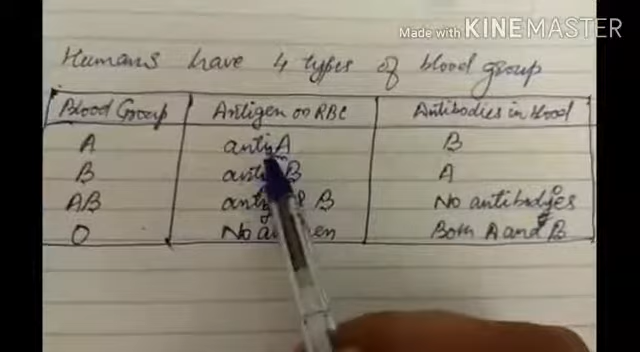 Made with KINEMASTER
Humans have 4 types of blood group
Blood Group Antigen on RBC Antibodies in blood
A A B
B B A
AB B No antibodies
O No Both A and B